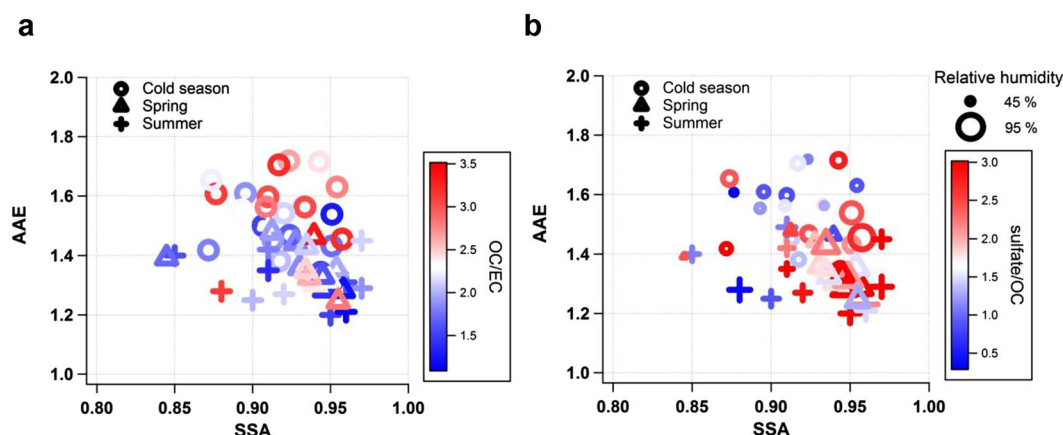 a
AAE
2.0
1.8
1.6
1.4
1.2
1.0
Cold season
Spring
Summer
0.80 0.85 0.90 0.95 1.00
SSA
3.5
3.0
2.5
2.0
1.5
OC/EC
b
AAE
2.0
1.8
1.6
1.4
1.2
1.0
Cold season
Spring
Summer
0.80 0.85 0.90 0.95 1.00
SSA
Relative humidity
45 %
95 %
3.0
2.5
2.0
1.5
1.0
0.5
sulfate/OC